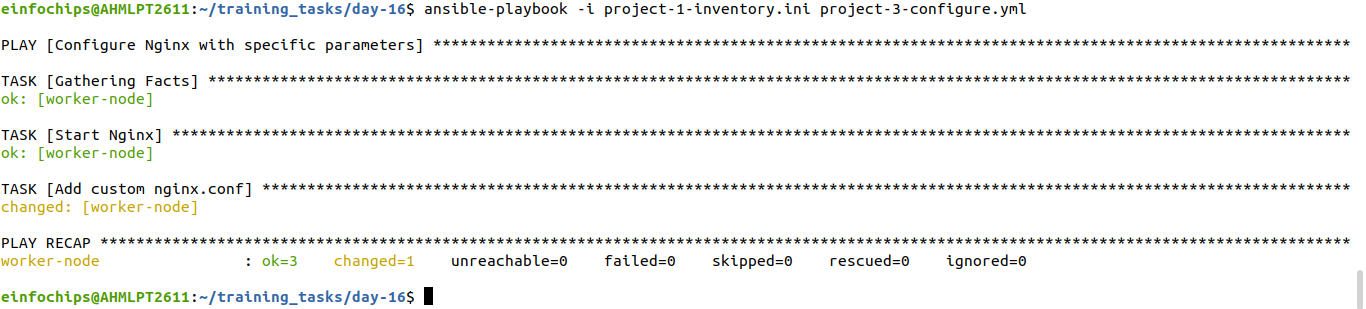 einfochips@AHMLPT2611:~/training_tasks/day-16$ ansible-playbook -i project-1-inventory.ini project-3-configure.yml
PLAY [Configure Nginx with specific parameters] ******************************************************************************************************
TASK [Gathering Facts] *******************************************************************************************************************************
ok: [worker-node]
TASK [Start Nginx] ***********************************************************************************************************************************
ok: [worker-node]
TASK [Add custom nginx.conf] *************************************************************************************************************************
changed: [worker-node]
PLAY RECAP *******************************************************************************************************************************************
worker-node                : ok=3    changed=1    unreachable=0    failed=0    skipped=0    rescued=0    ignored=0
einfochips@AHMLPT2611:~/training_tasks/day-16$